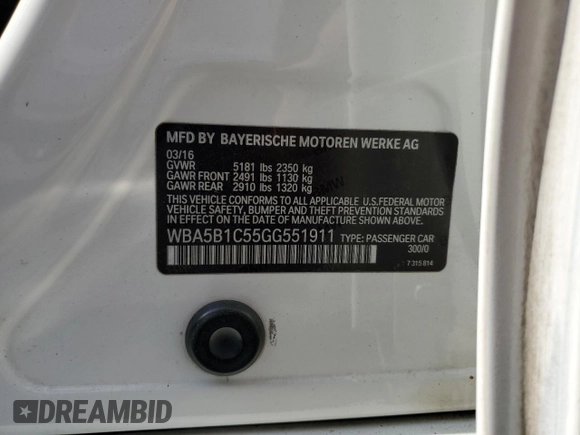 MFD BY BAYERISCHE MOTOREN WERKE AG
03/16
GVWR 5181 lbs 2350 kg
GAWR FRONT 2491 lbs 1130 kg
GAWR REAR 2910 lbs 1320 kg
THIS VEHICLE CONFORMS TO ALL APPLICABLE U.S.FEDERAL MOTOR
VEHICLE SAFETY, BUMPER AND THEFT PREVENTION STANDARDS
IN EFFECT ON THE DATE OF MANUFACTURE SHOWN ABOVE.
WBA5B1C55GG551911 TYPE: PASSENGER CAR
300/0
7 315 814
DREAMBID